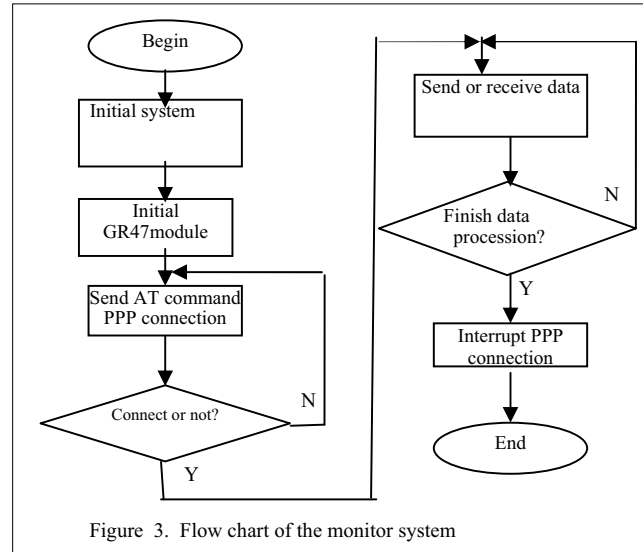 Begin
Initial system
Initial
GR47module
Send AT command
PPP connection
Connect or not?
N
Y
Send or receive data
Finish data
procession?
N
Y
Interrupt PPP
connection
End
Figure 3. Flow chart of the monitor system